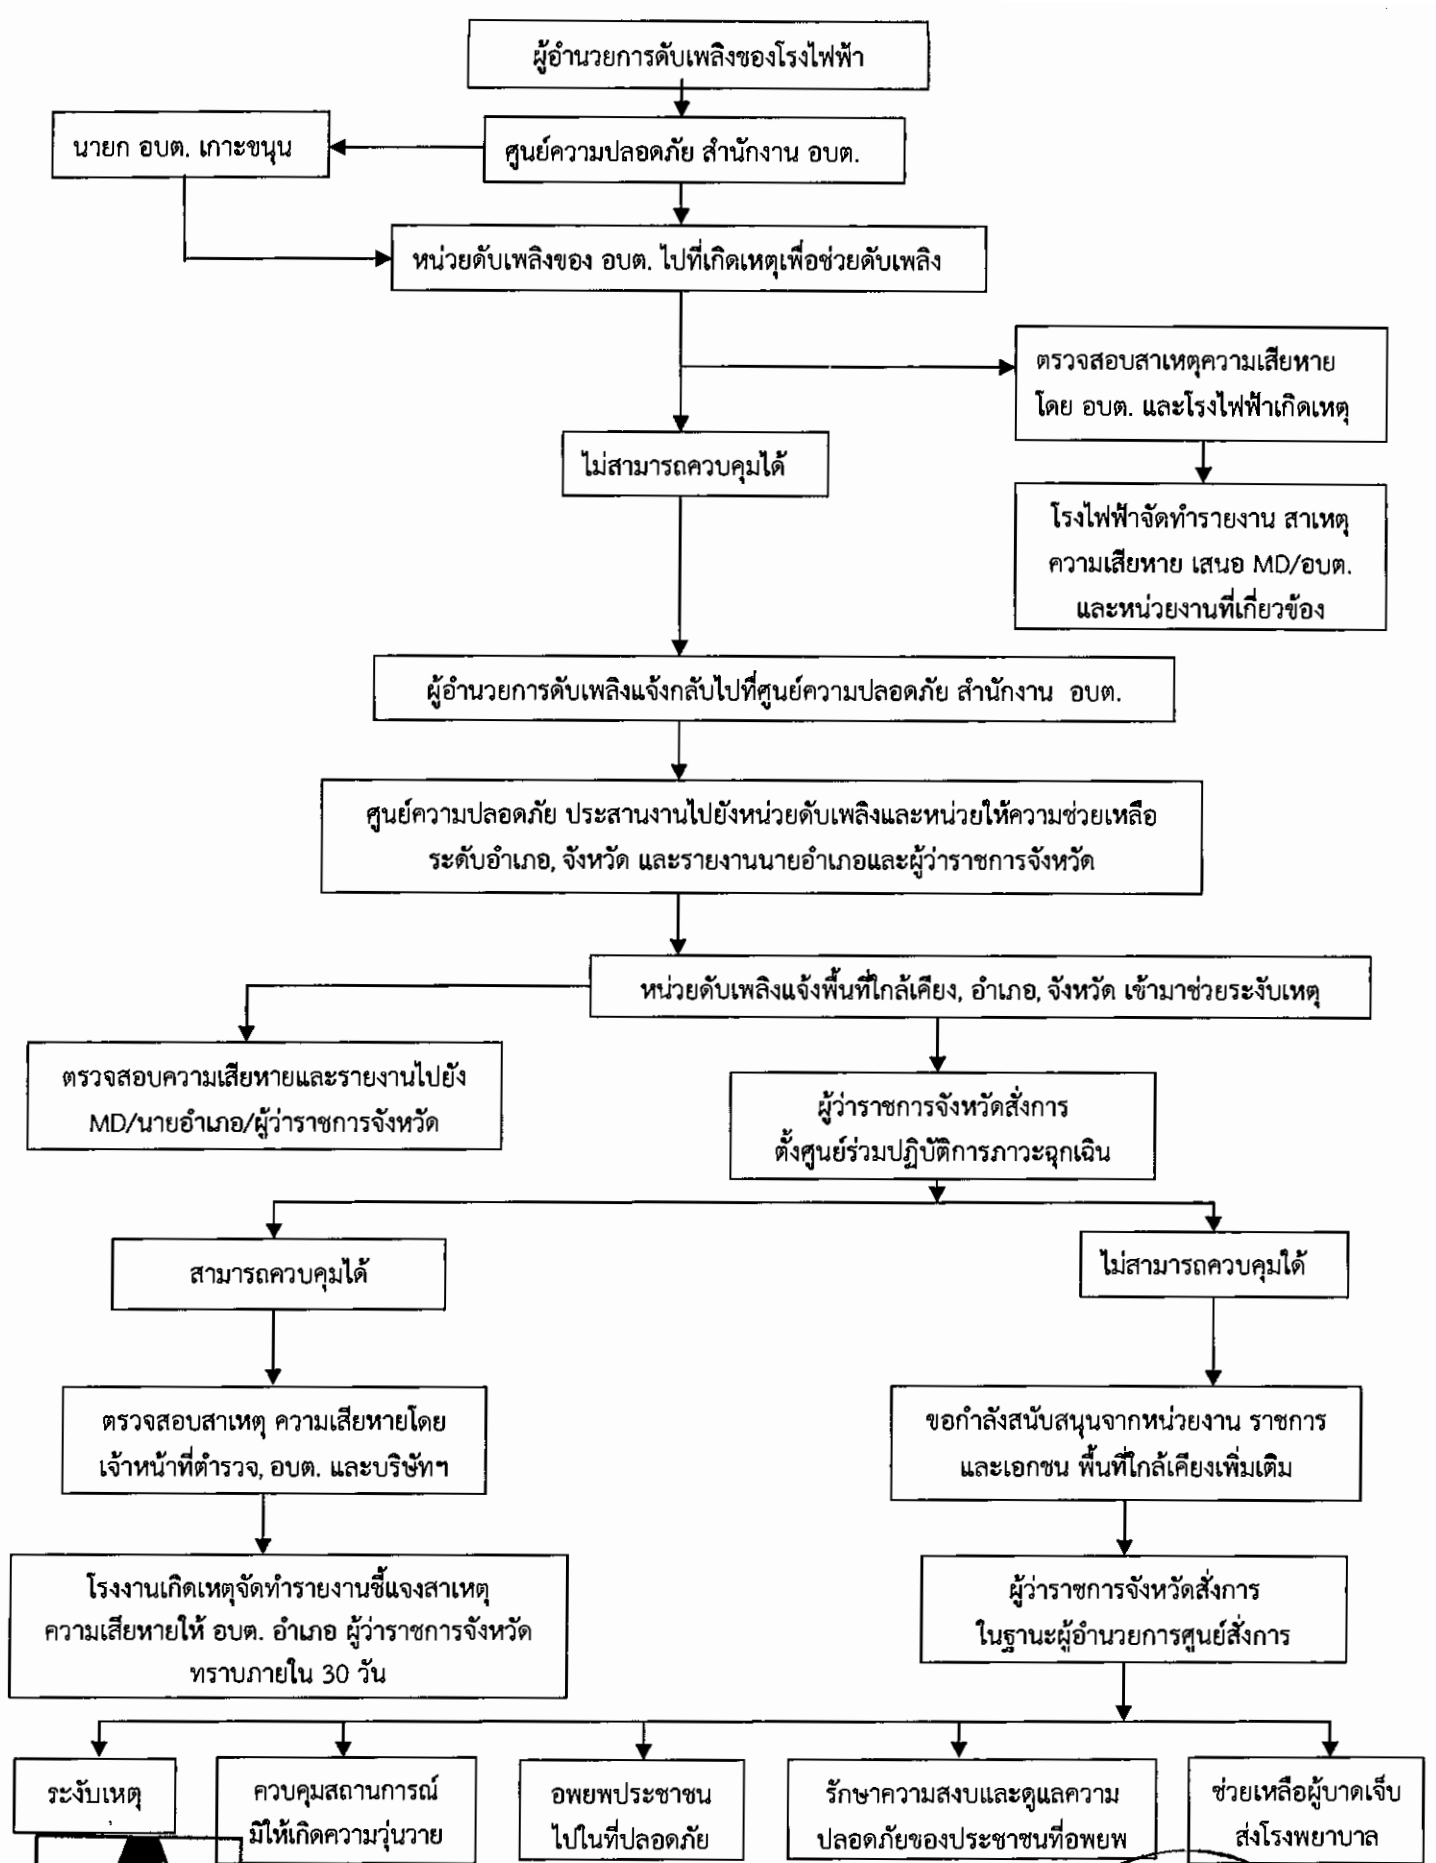 ผู้อำนวยการดับเพลิงของโรงไฟฟ้า
นายก อบต. เกาะขนุน
ศูนย์ความปลอดภัย สำนักงาน อบต.
หน่วยดับเพลิงของ อบต. ไปที่เกิดเหตุเพื่อช่วยดับเพลิง
ตรวจสอบสาเหตุความเสียหาย
โดย อบต. และโรงไฟฟ้าเกิดเหตุ
ไม่สามารถควบคุมได้
โรงไฟฟ้าจัดทำรายงาน สาเหตุ
ความเสียหาย เสนอ MD/อบต.
และหน่วยงานที่เกี่ยวข้อง
ผู้อำนวยการดับเพลิงแจ้งกลับไปที่ศูนย์ความปลอดภัย สำนักงาน อบต.
ศูนย์ความปลอดภัย ประสานงานไปยังหน่วยดับเพลิงและหน่วยให้ความช่วยเหลือ
ระดับอำเภอ, จังหวัด และรายงานนายอำเภอและผู้ว่าราชการจังหวัด
หน่วยดับเพลิงแจ้งพื้นที่ใกล้เคียง, อำเภอ, จังหวัด เข้ามาช่วยระงับเหตุ
ตรวจสอบความเสียหายและรายงานไปยัง
MD/นายอำเภอ/ผู้ว่าราชการจังหวัด
ผู้ว่าราชการจังหวัดสั่งการ
ตั้งศูนย์ร่วมปฏิบัติการภาวะฉุกเฉิน
สามารถควบคุมได้
ไม่สามารถควบคุมได้
ตรวจสอบสาเหตุ ความเสียหายโดย
เจ้าหน้าที่ตำรวจ, อบต. และบริษัทฯ
ขอกำลังสนับสนุนจากหน่วยงาน ราชการ
และเอกชน พื้นที่ใกล้เคียงเพิ่มเติม
โรงงานเกิดเหตุจัดทำรายงานชี้แจงสาเหตุ
ความเสียหายให้ อบต. อำเภอ ผู้ว่าราชการจังหวัด
ทราบภายใน 30 วัน
ผู้ว่าราชการจังหวัดสั่งการ
ในฐานะผู้อำนวยการศูนย์สั่งการ
ระงับเหตุ
ควบคุมสถานการณ์
มิให้เกิดความวุ่นวาย
อพยพประชาชน
ไปในที่ปลอดภัย
รักษาความสงบและดูแลความ
ปลอดภัยของประชาชนที่อพยพ
ช่วยเหลือผู้บาดเจ็บ
ส่งโรงพยาบาล